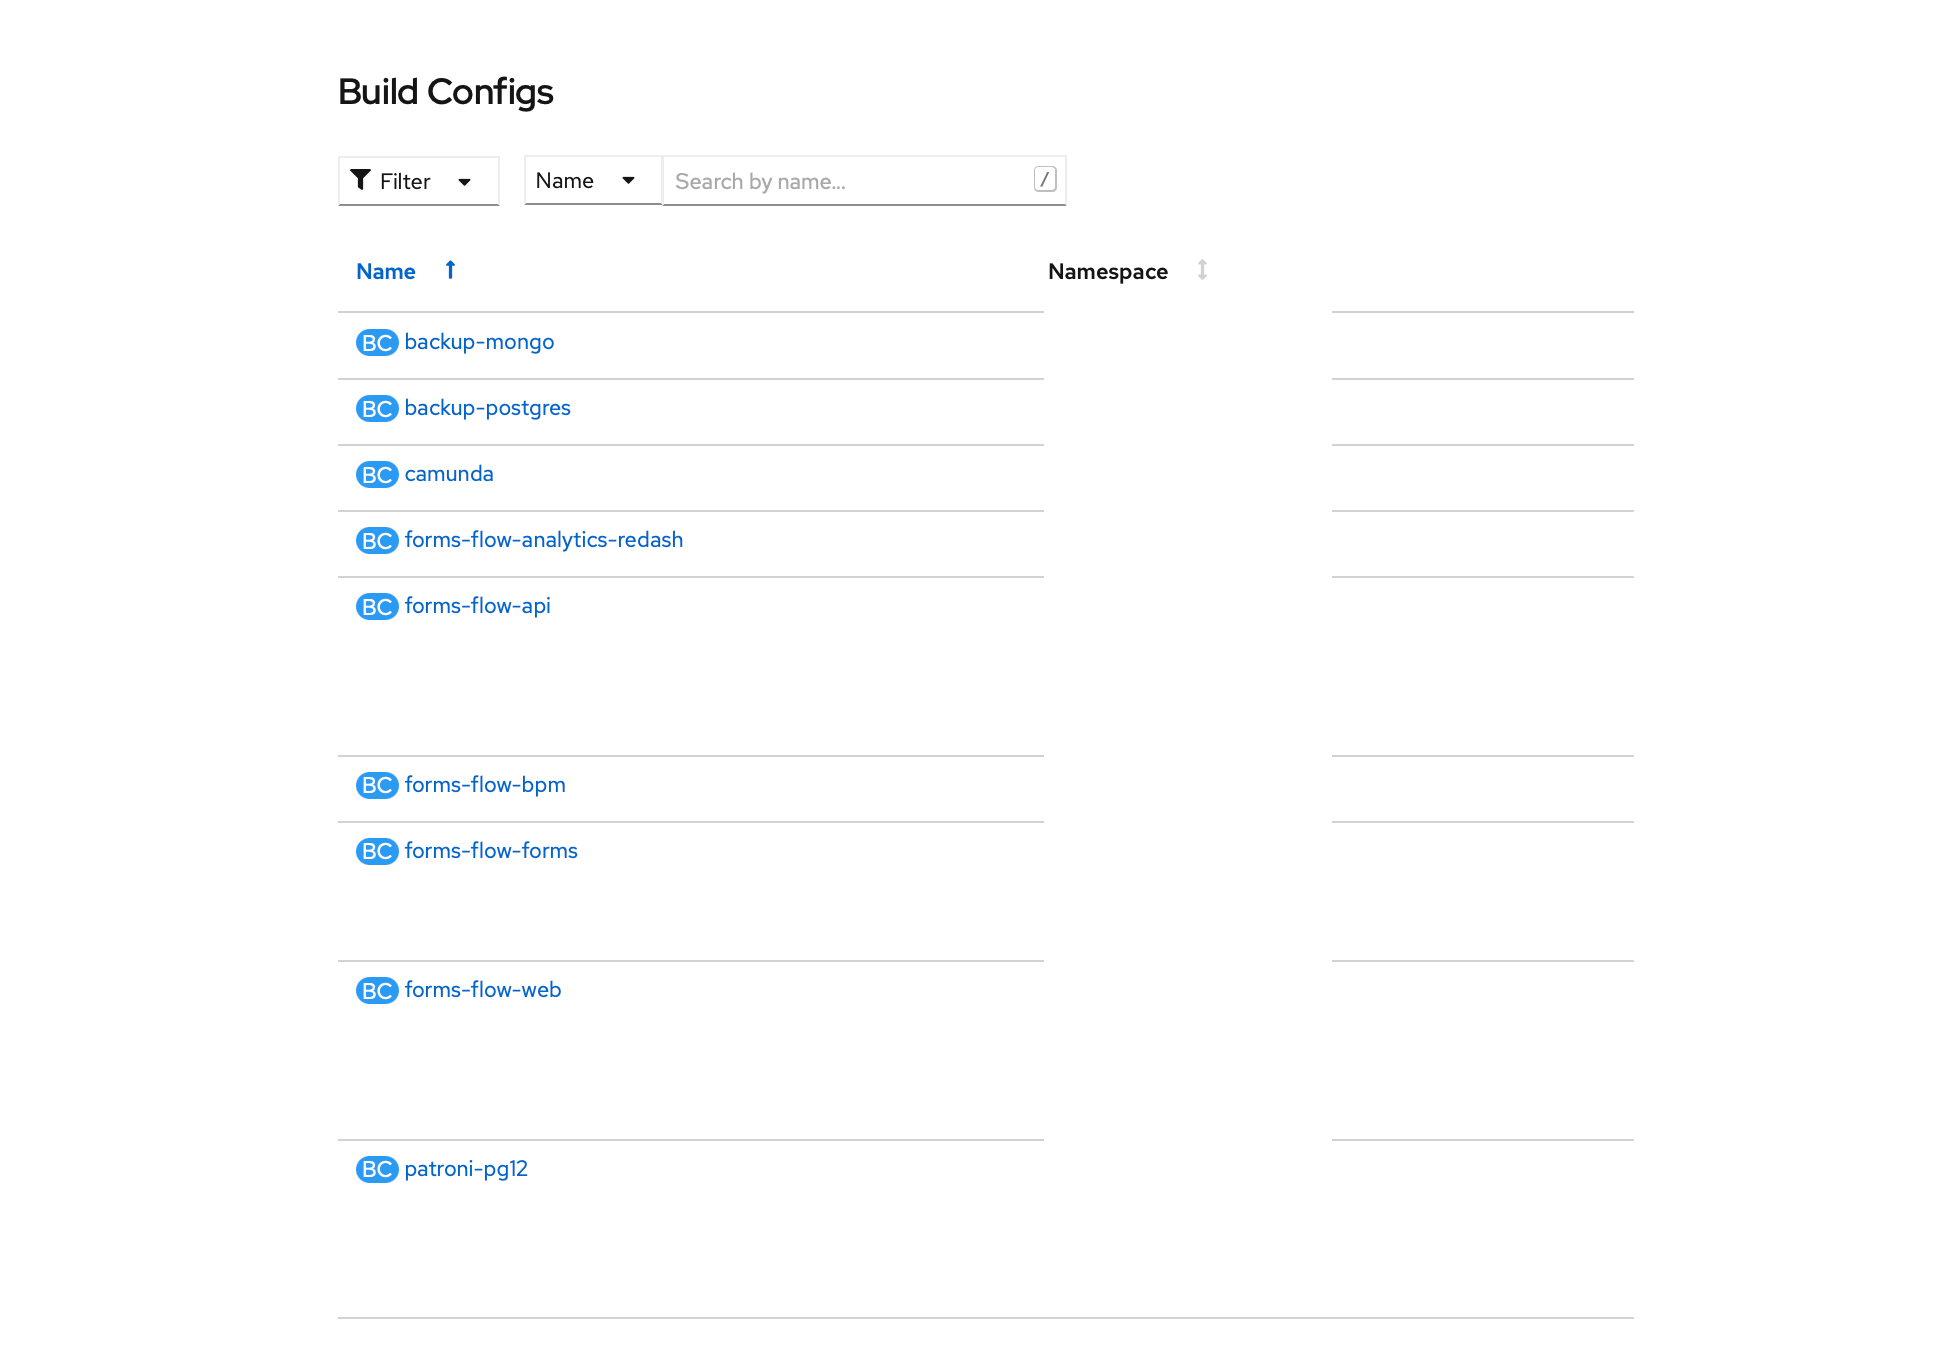 Build Configs
Filter Name Search by name... /
Name Namespace
BC backup-mongo
BC backup-postgres
BC camunda
BC forms-flow-analytics-redash
BC forms-flow-api
BC forms-flow-bpm
BC forms-flow-forms
BC forms-flow-web
BC patroni-pg12